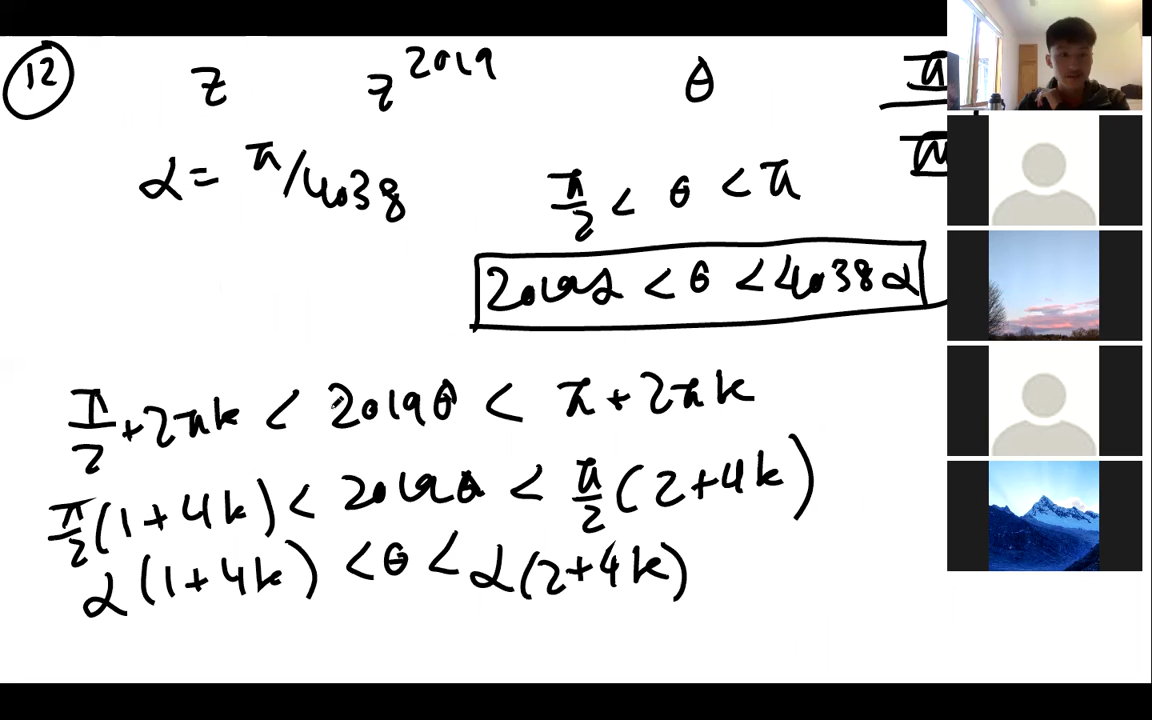 12 z z^2019 θ π
α = π/4038
π/2 < θ < π
2019α < θ < 4038α
π/2 + 2πk < 2019θ < π + 2πk
π/2 (1 + 4k) < 2019θ < π/2 (2 + 4k)
α (1 + 4k) < θ < α (2 + 4k)